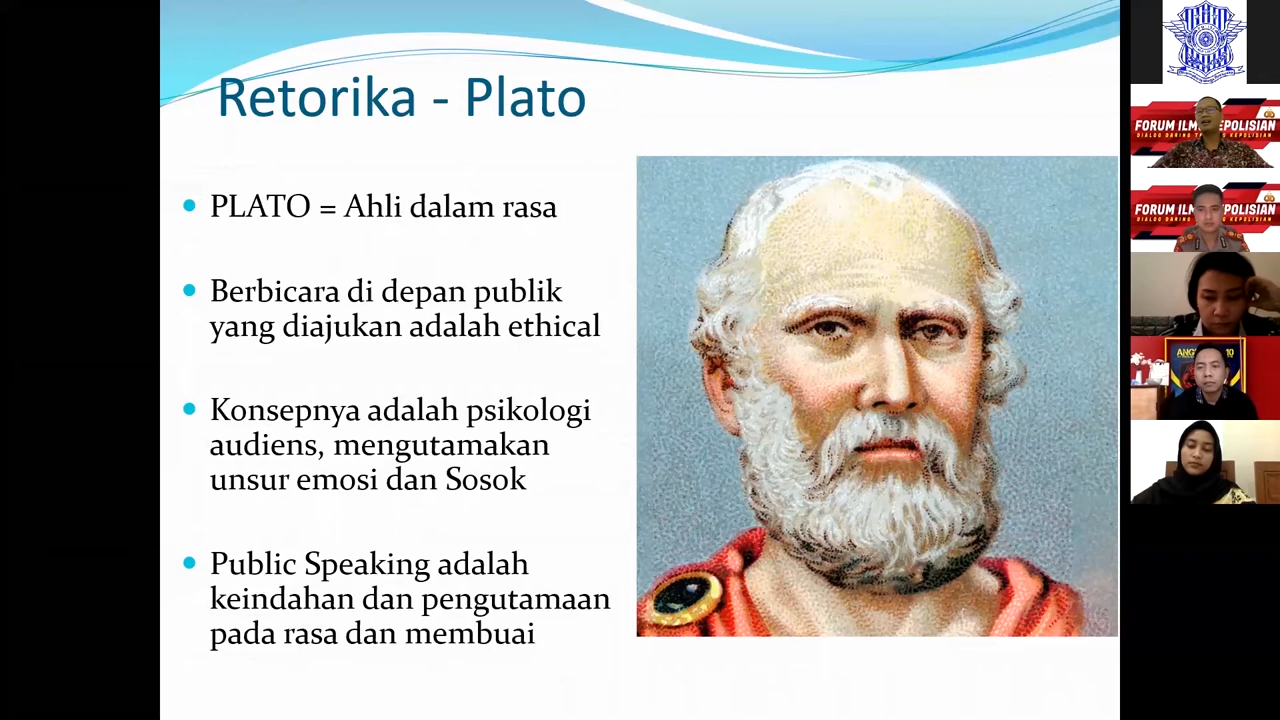 Retorika - Plato
PLATO = Ahli dalam rasa
Berbicara di depan publik
yang diajukan adalah ethical
Konsepnya adalah psikologi
audiens, mengutamakan
unsur emosi dan Sosok
Public Speaking adalah
keindahan dan pengutamaan
pada rasa dan membuai
FORUM
KEPOLISIAN
DIALOG DARING
KEPOLISIAN
FORUM
KEPOLISIAN
DIALOG DARING
KEPOLISIAN